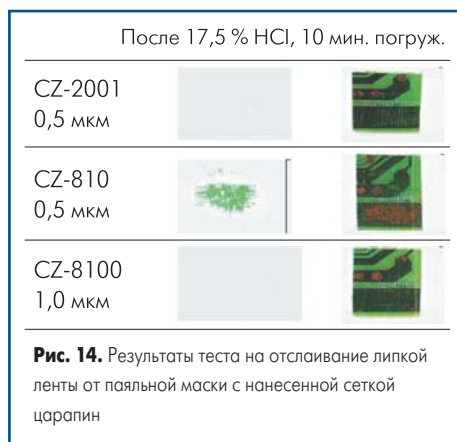 После 17,5 % HCl, 10 мин. погруж.
CZ-2001
0,5 мкм
CZ-810
0,5 мкм
CZ-8100
1,0 мкм
Рис. 14. Результаты теста на отслаивание липкой
ленты от паяльной маски с нанесенной сеткой
царапин